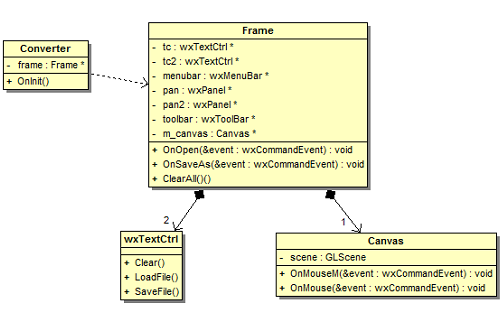 Converter
- frame : Frame *
+ OnInit()
Frame
- tc : wxTextCtrl *
- tc2 : wxTextCtrl *
- menubar : wxMenuBar *
- pan : wxPanel *
- pan2 : wxPanel *
- toolbar : wxToolBar *
- m_canvas : Canvas *
+ OnOpen(&event : wxCommandEvent) : void
+ OnSaveAs(&event : wxCommandEvent) : void
+ ClearAll()()
2
1
wxTextCtrl
+ Clear()
+ LoadFile()
+ SaveFile()
Canvas
- scene : GLScene
+ OnMouseM(&event : wxCommandEvent) : void
+ OnMouse(&event : wxCommandEvent) : void